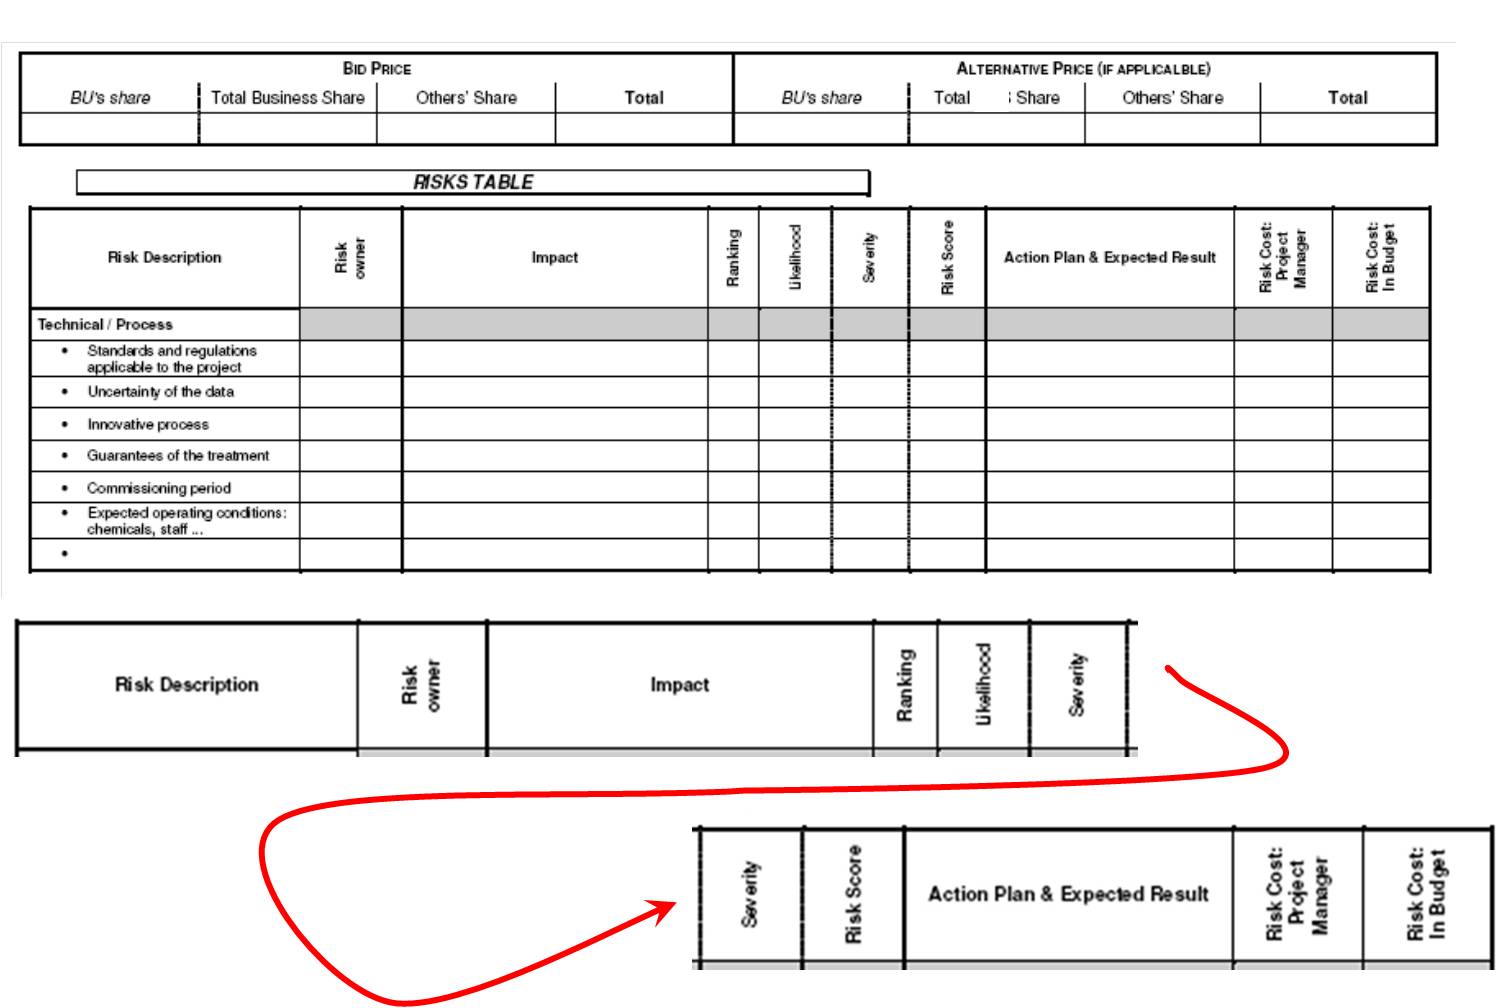 BID PRICE ALTERNATIVE PRICE (IF APPLICALBLE)
BU's share Total Business Share Others' Share Total BU's share Total Share Others' Share Total
RISKS TABLE
Risk Description Risk owner Impact Ranking Likelihood Severity Risk Score Action Plan & Expected Result Risk Cost: Project Manager Risk Cost: In Budget
Technical / Process
• Standards and regulations
applicable to the project
• Uncertainty of the data
• Innovative process
• Guarantees of the treatment
• Commissioning period
• Expected operating conditions:
chemicals, staff ...
•
Risk Description Risk owner Impact Ranking Likelihood Severity
Severity Risk Score Action Plan & Expected Result Risk Cost: Project Manager Risk Cost: In Budget